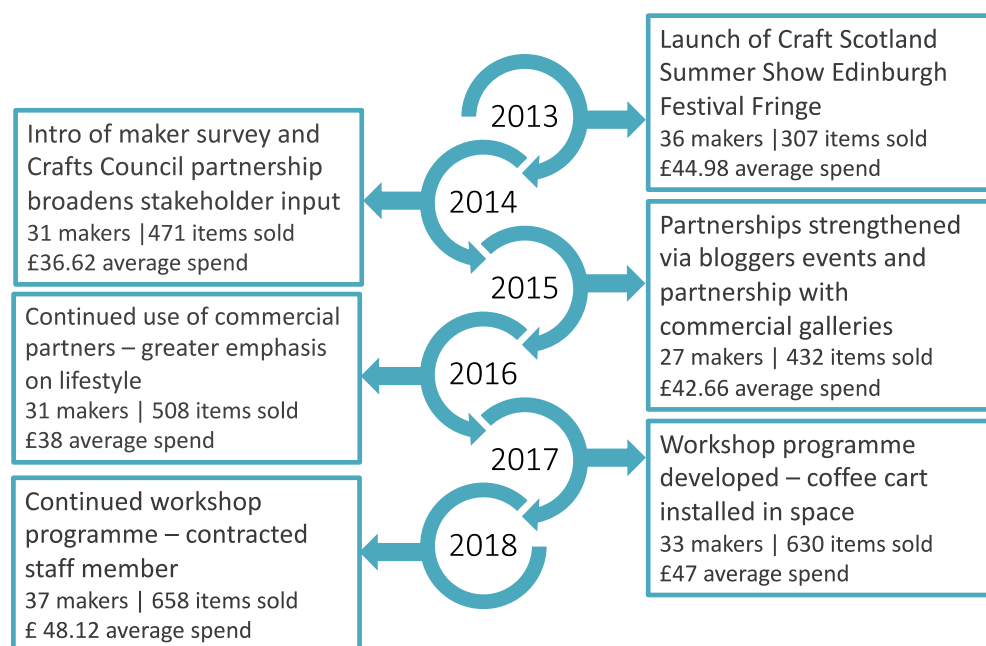 2013
Launch of Craft Scotland
Summer Show Edinburgh
Festival Fringe
36 makers |307 items sold
£44.98 average spend
2014
Intro of maker survey and
Crafts Council partnership
broadens stakeholder input
31 makers |471 items sold
£36.62 average spend
2015
Partnerships strengthened
via bloggers events and
partnership with
commercial galleries
27 makers | 432 items sold
£42.66 average spend
2016
Continued use of commercial
partners – greater emphasis
on lifestyle
31 makers | 508 items sold
£38 average spend
2017
Workshop programme
developed – coffee cart
installed in space
33 makers | 630 items sold
£47 average spend
2018
Continued workshop
programme – contracted
staff member
37 makers | 658 items sold
£ 48.12 average spend